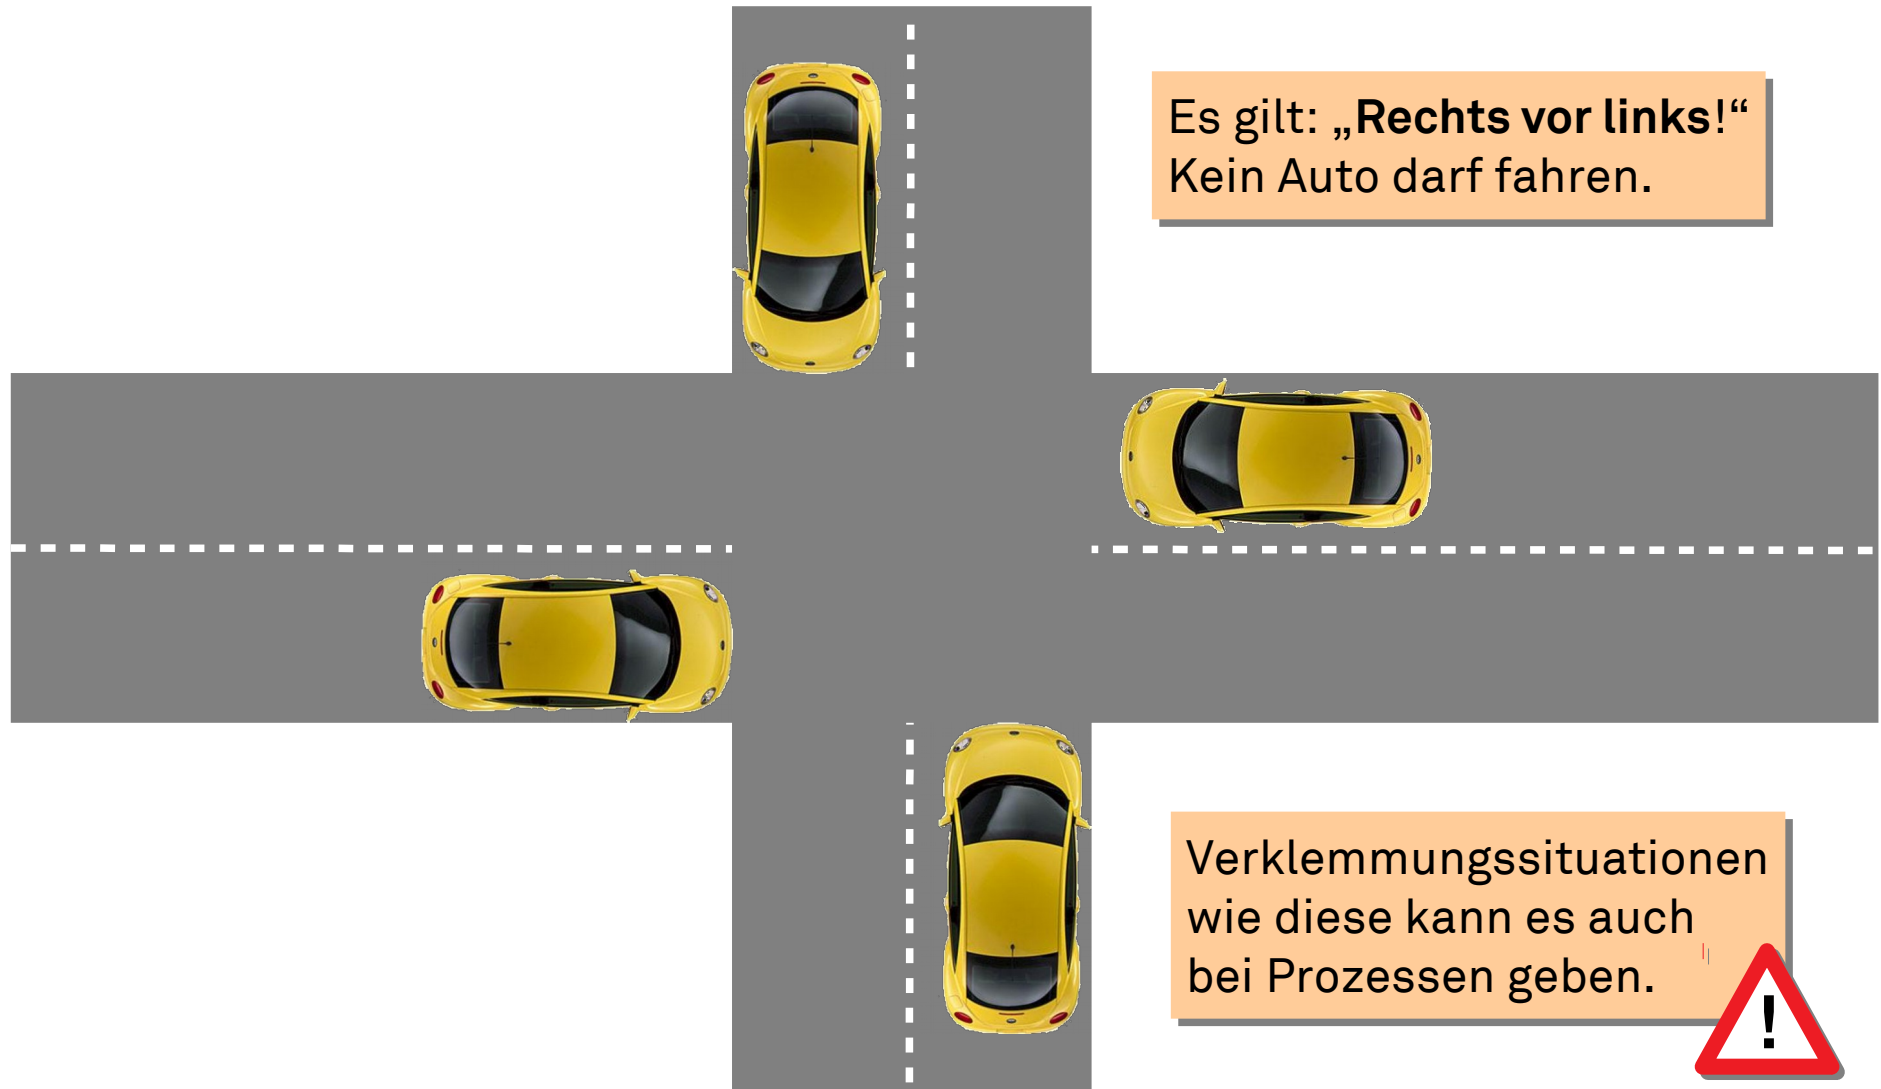 Es gilt: „Rechts vor links!“
Kein Auto darf fahren.
Verklemmungssituationen
wie diese kann es auch
bei Prozessen geben.
!